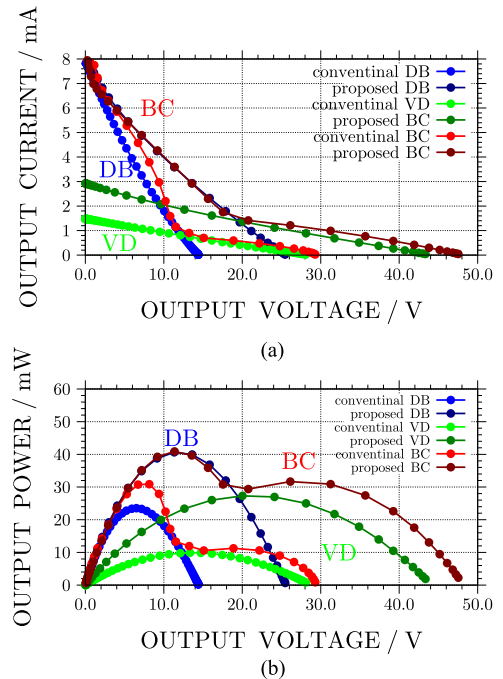 OUTPUT CURRENT / mA
8
7
6
5
4
3
2
1
0
conventinal DB
proposed DB
conventinal VD
proposed BC
conventinal BC
proposed BC
BC
DB
VD
0.0 10.0 20.0 30.0 40.0 50.0
OUTPUT VOLTAGE / V
(a)
OUTPUT POWER / mW
60
50
40
30
20
10
0
conventinal DB
proposed DB
conventinal VD
proposed VD
conventinal BC
proposed BC
DB
BC
VD
0.0 10.0 20.0 30.0 40.0 50.0
OUTPUT VOLTAGE / V
(b)